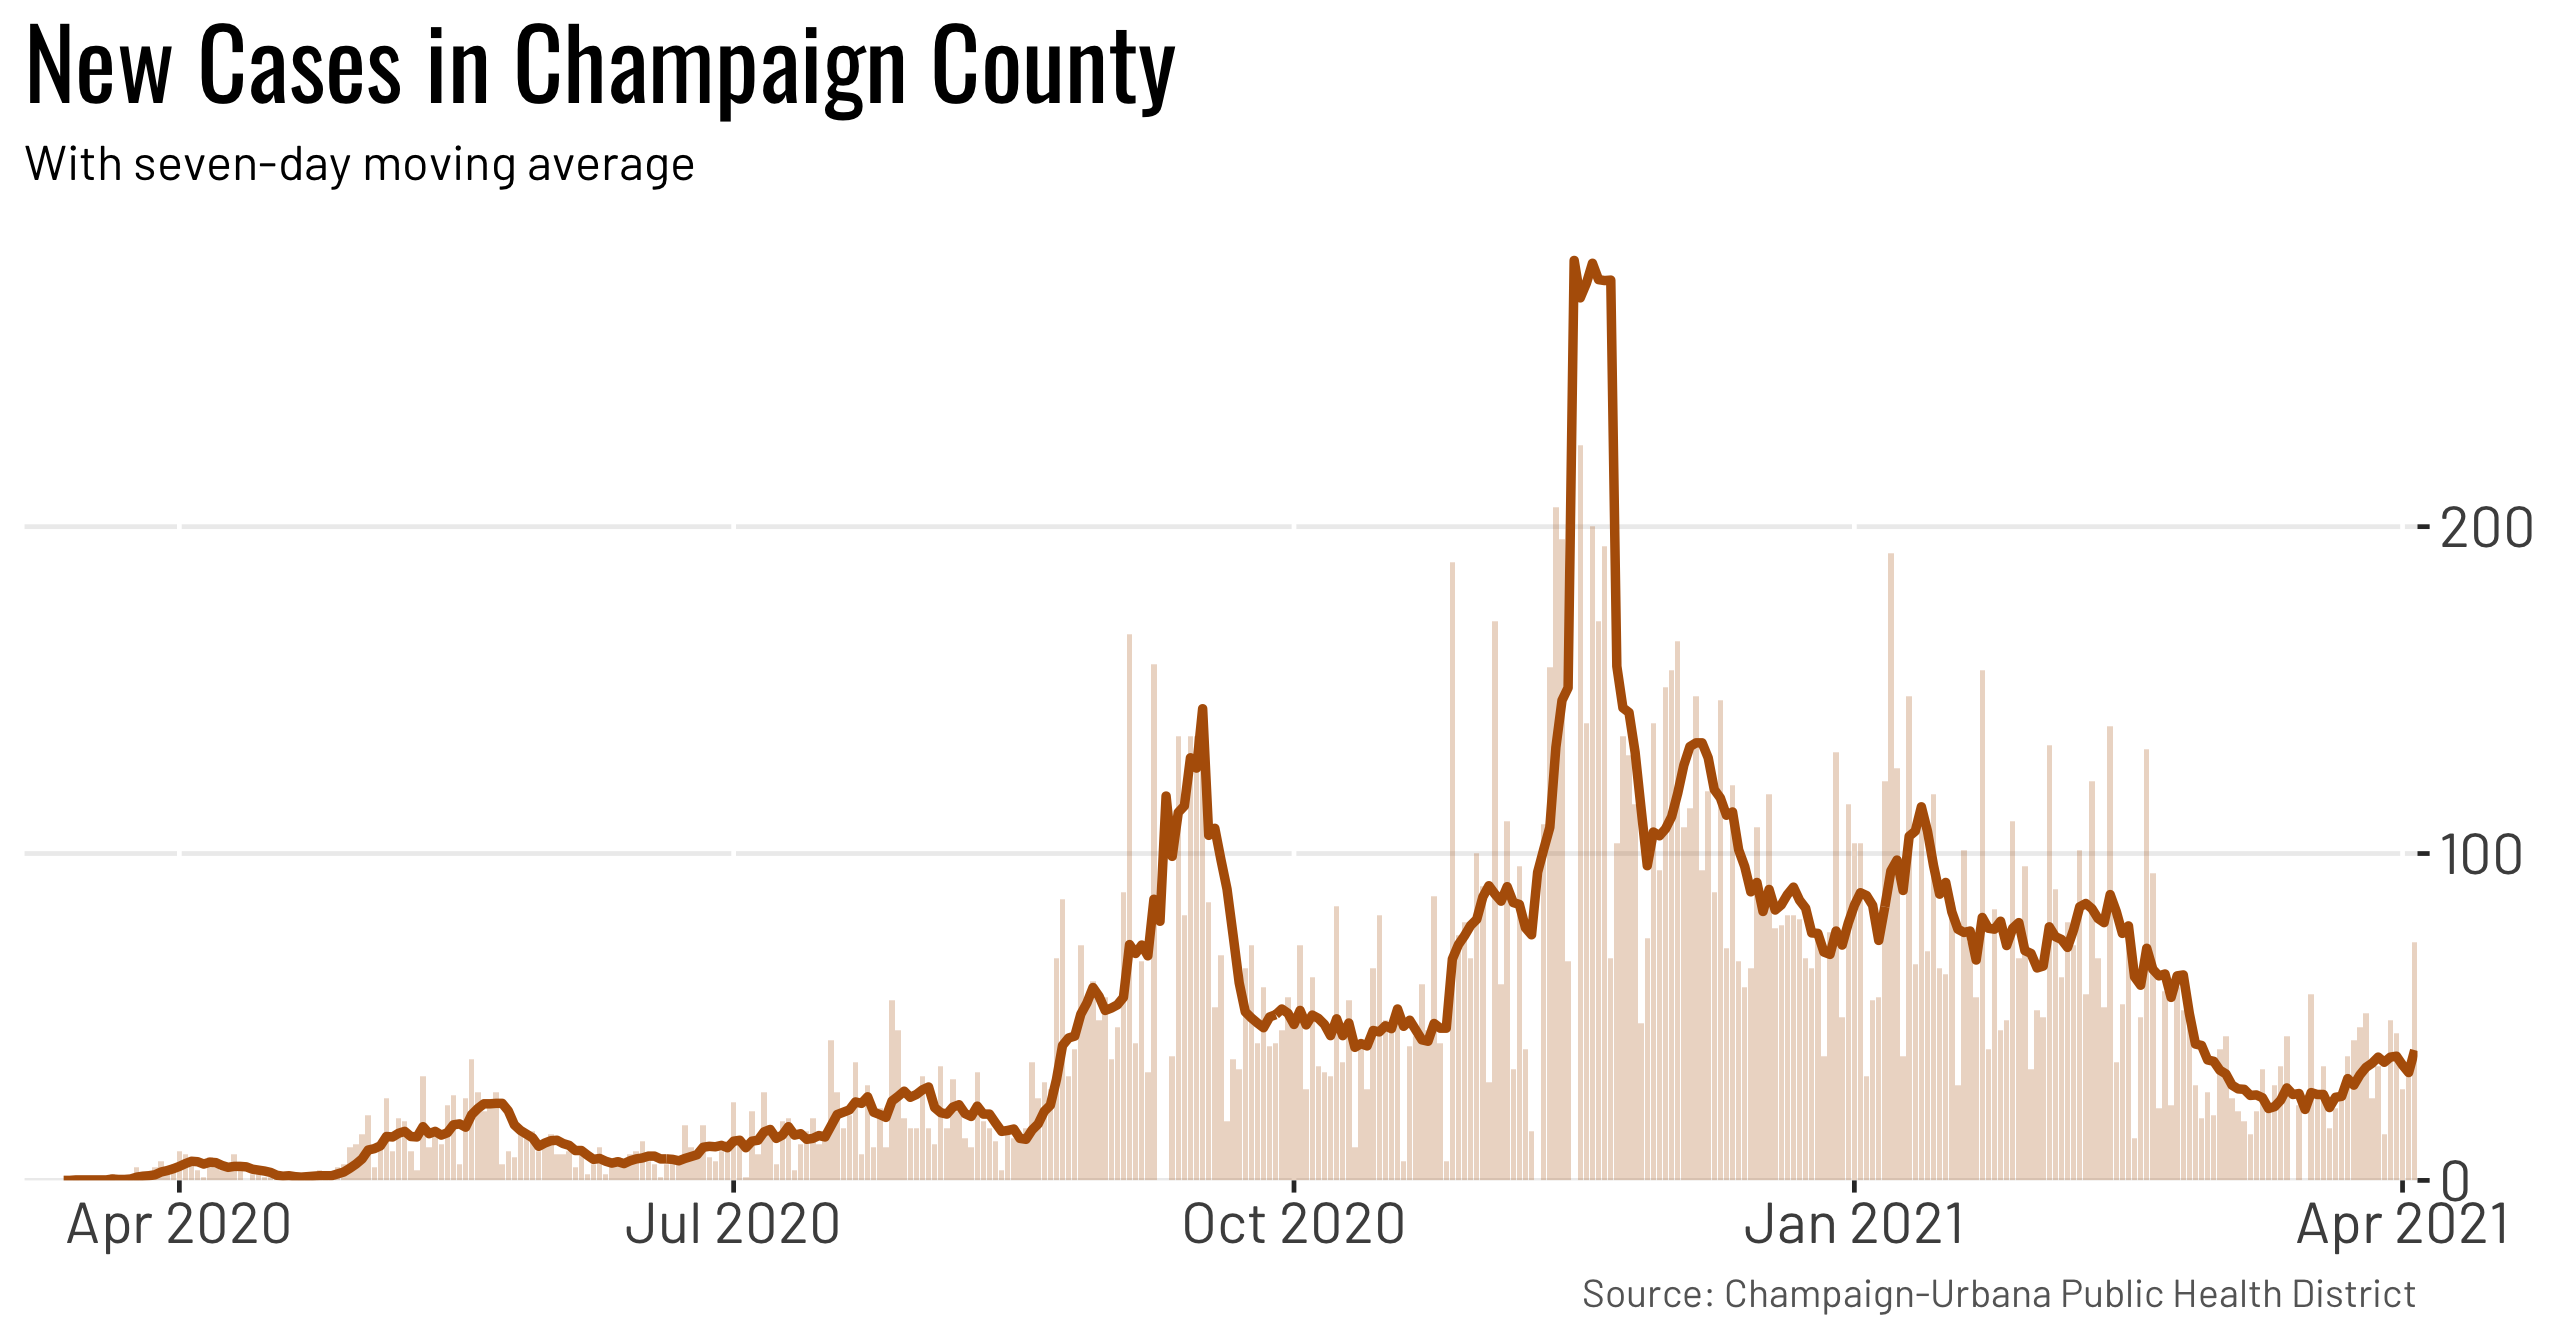 New Cases in Champaign County
With seven-day moving average
200
100
0
Apr 2020 Jul 2020 Oct 2020 Jan 2021 Apr 2021
Source: Champaign-Urbana Public Health District